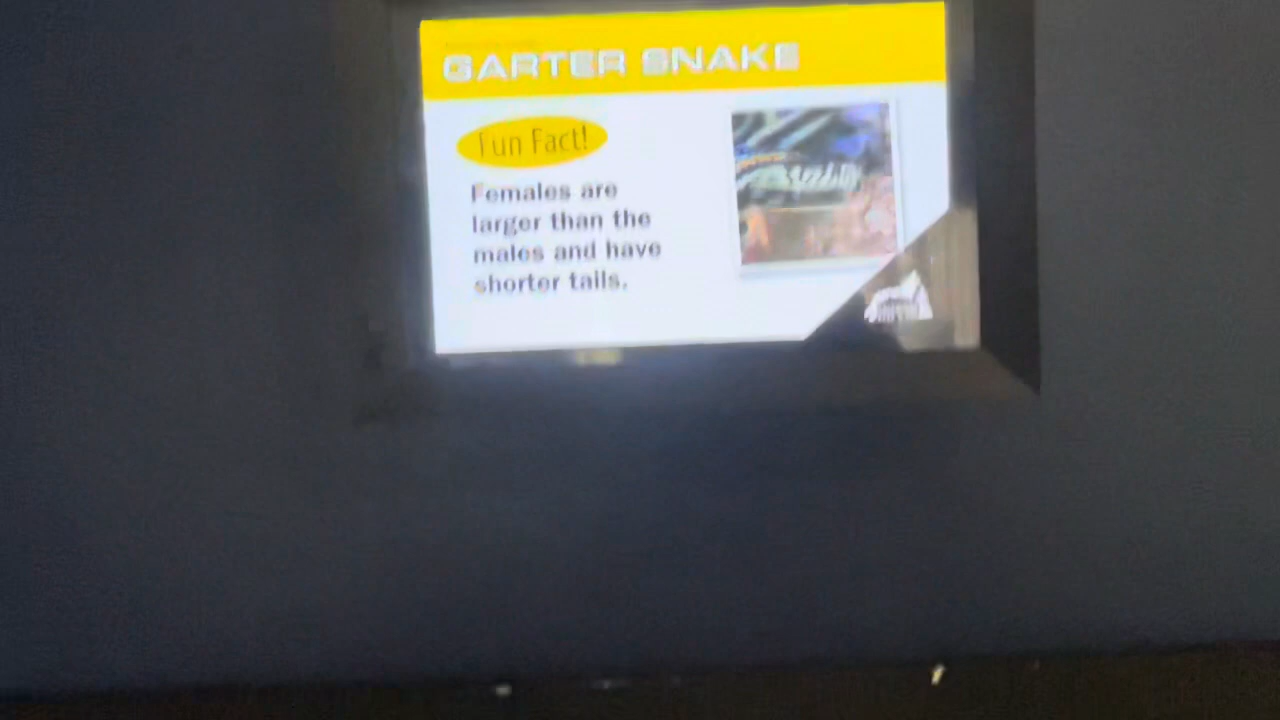 GARTER SNAKE
Fun Fact!
Females are
larger than the
males and have
shorter tails.